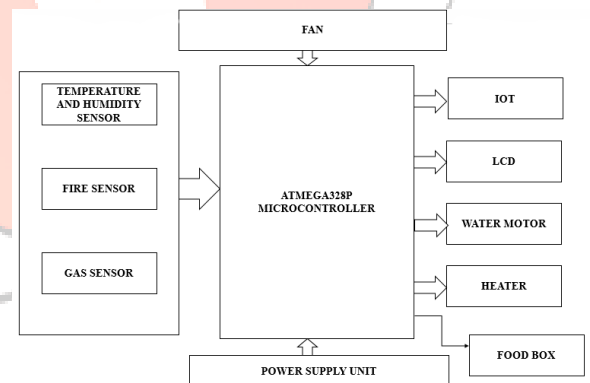 FAN
TEMPERATURE
AND HUMIDITY
SENSOR
FIRE SENSOR
GAS SENSOR
ATMEGA328P
MICROCONTROLLER
IOT
LCD
WATER MOTOR
HEATER
FOOD BOX
POWER SUPPLY UNIT